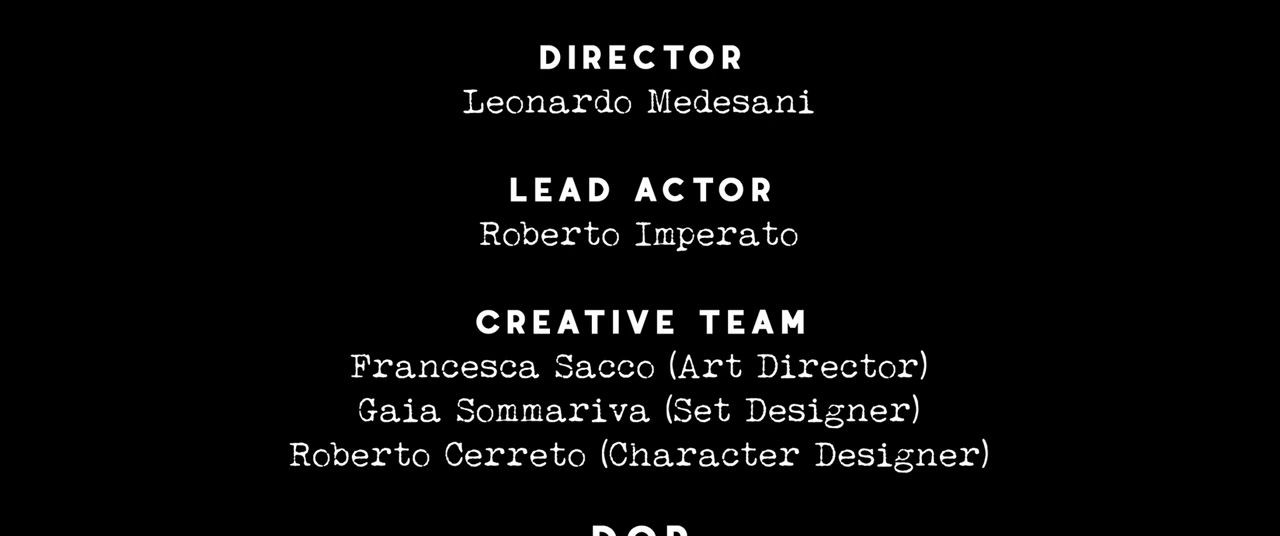 DIRECTOR
Leonardo Medesani
LEAD ACTOR
Roberto Imperato
CREATIVE TEAM
Francesca Sacco (Art Director)
Gaia Sommariva (Set Designer)
Roberto Cerreto (Character Designer)
DOP